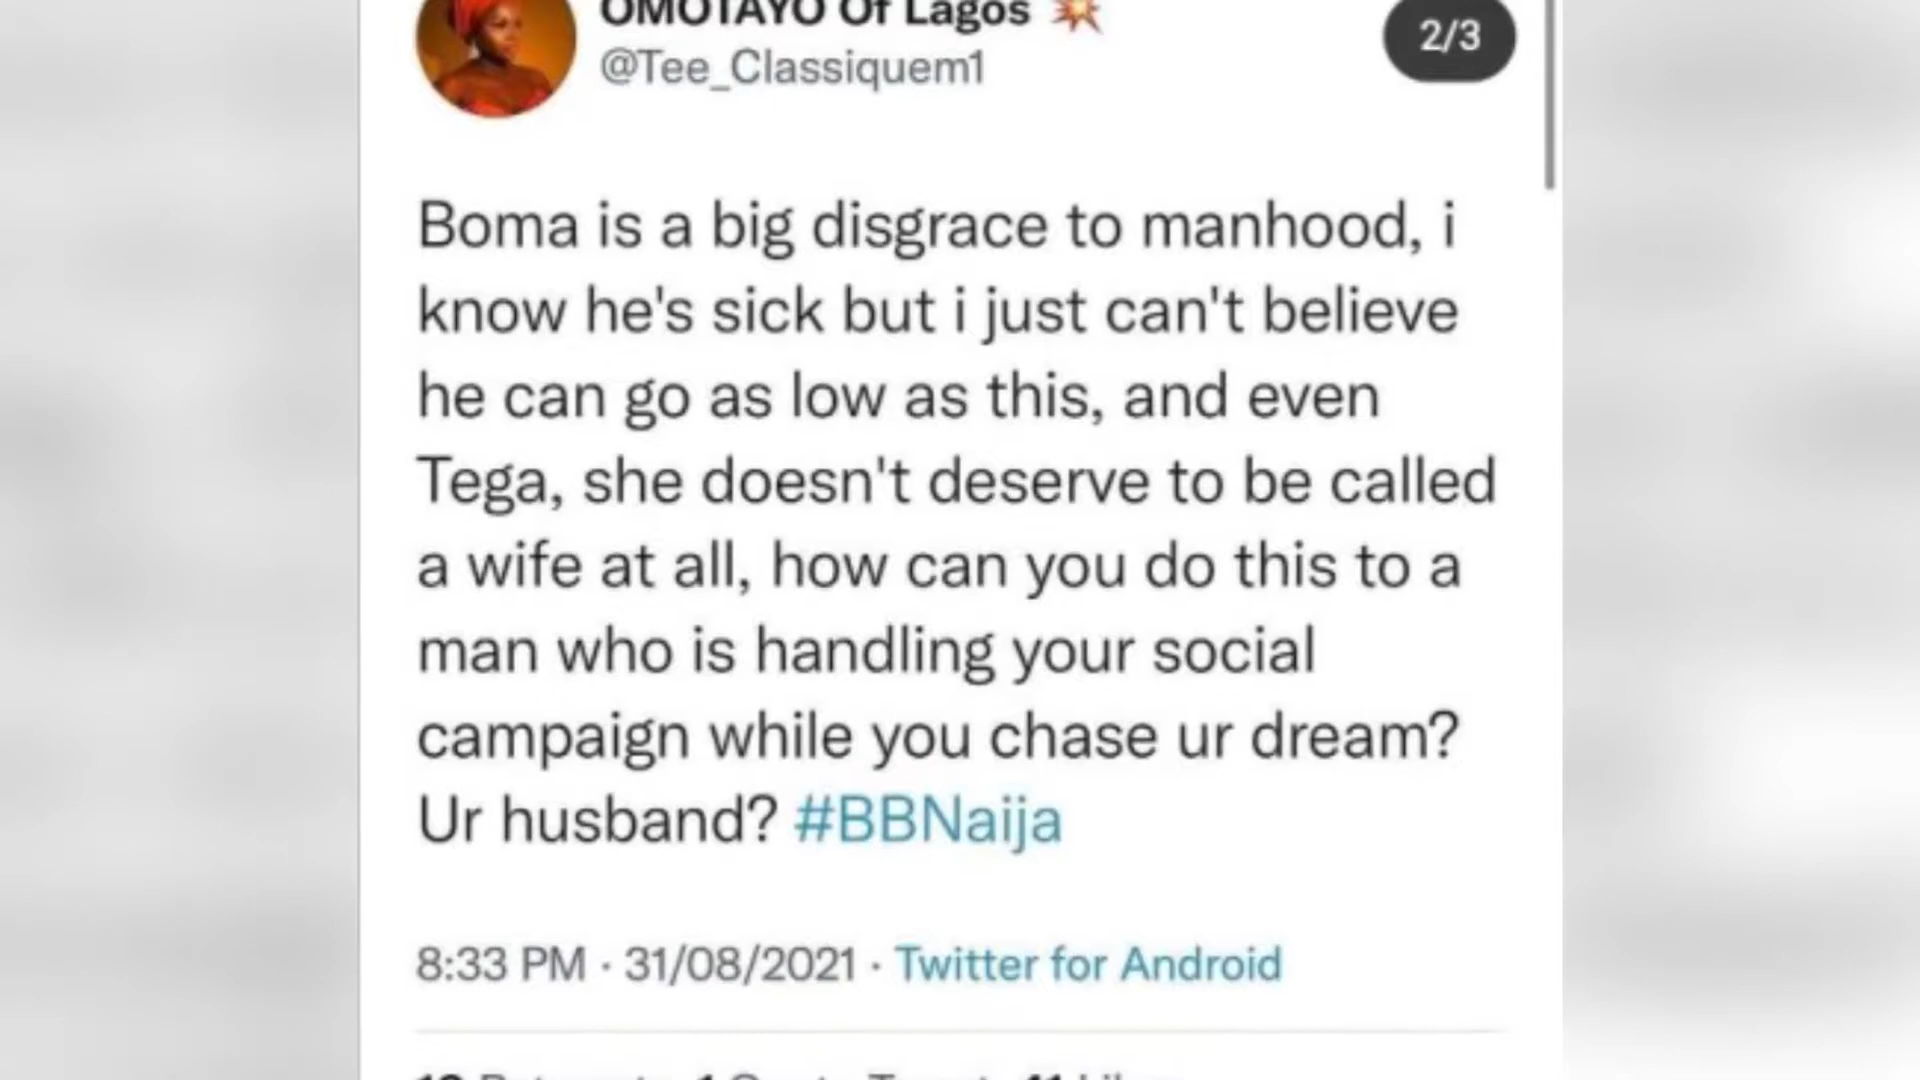 OMOTAYO Of Lagos
@Tee_Classiquem1
2/3
Boma is a big disgrace to manhood, i
know he's sick but i just can't believe
he can go as low as this, and even
Tega, she doesn't deserve to be called
a wife at all, how can you do this to a
man who is handling your social
campaign while you chase ur dream?
Ur husband? #BBNaija
8:33 PM · 31/08/2021 · Twitter for Android